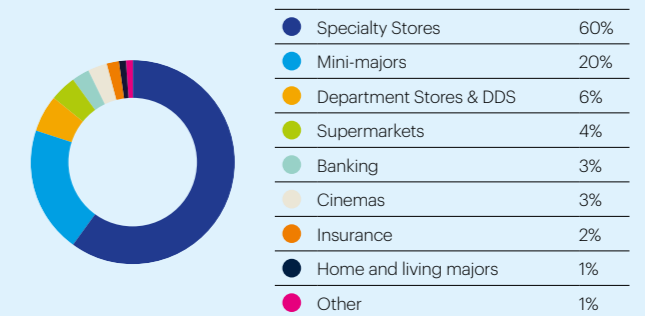 Specialty Stores 60%
Mini-majors 20%
Department Stores & DDS 6%
Supermarkets 4%
Banking 3%
Cinemas 3%
Insurance 2%
Home and living majors 1%
Other 1%